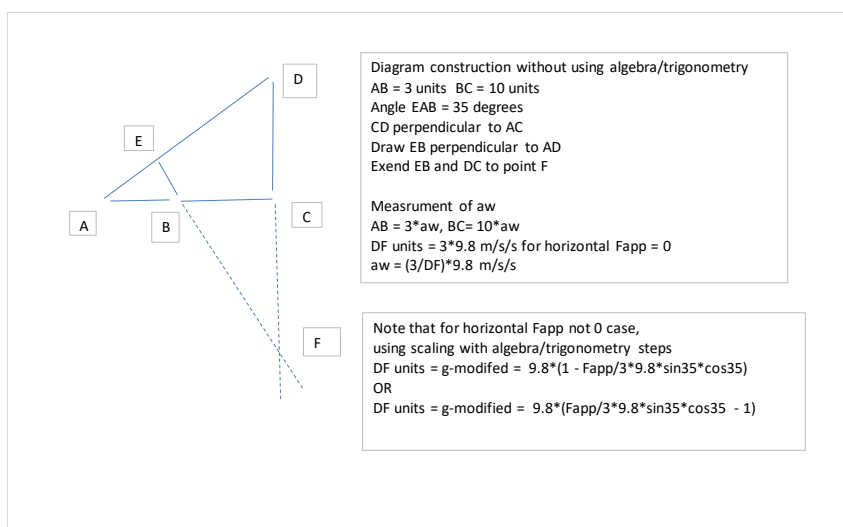 D
E
A
B
C
F
Diagram construction without using algebra/trigonometry
AB = 3 units BC = 10 units
Angle EAB = 35 degrees
CD perpendicular to AC
Draw EB perpendicular to AD
Exend EB and DC to point F
Measrument of aw
AB = 3*aw, BC= 10*aw
DF units = 3*9.8 m/s/s for horizontal Fapp = 0
aw = (3/DF)*9.8 m/s/s
Note that for horizontal Fapp not 0 case,
using scaling with algebra/trigonometry steps
DF units = g-modifed = 9.8*(1 - Fapp/3*9.8*sin35*cos35)
OR
DF units = g-modified = 9.8*(Fapp/3*9.8*sin35*cos35 - 1)